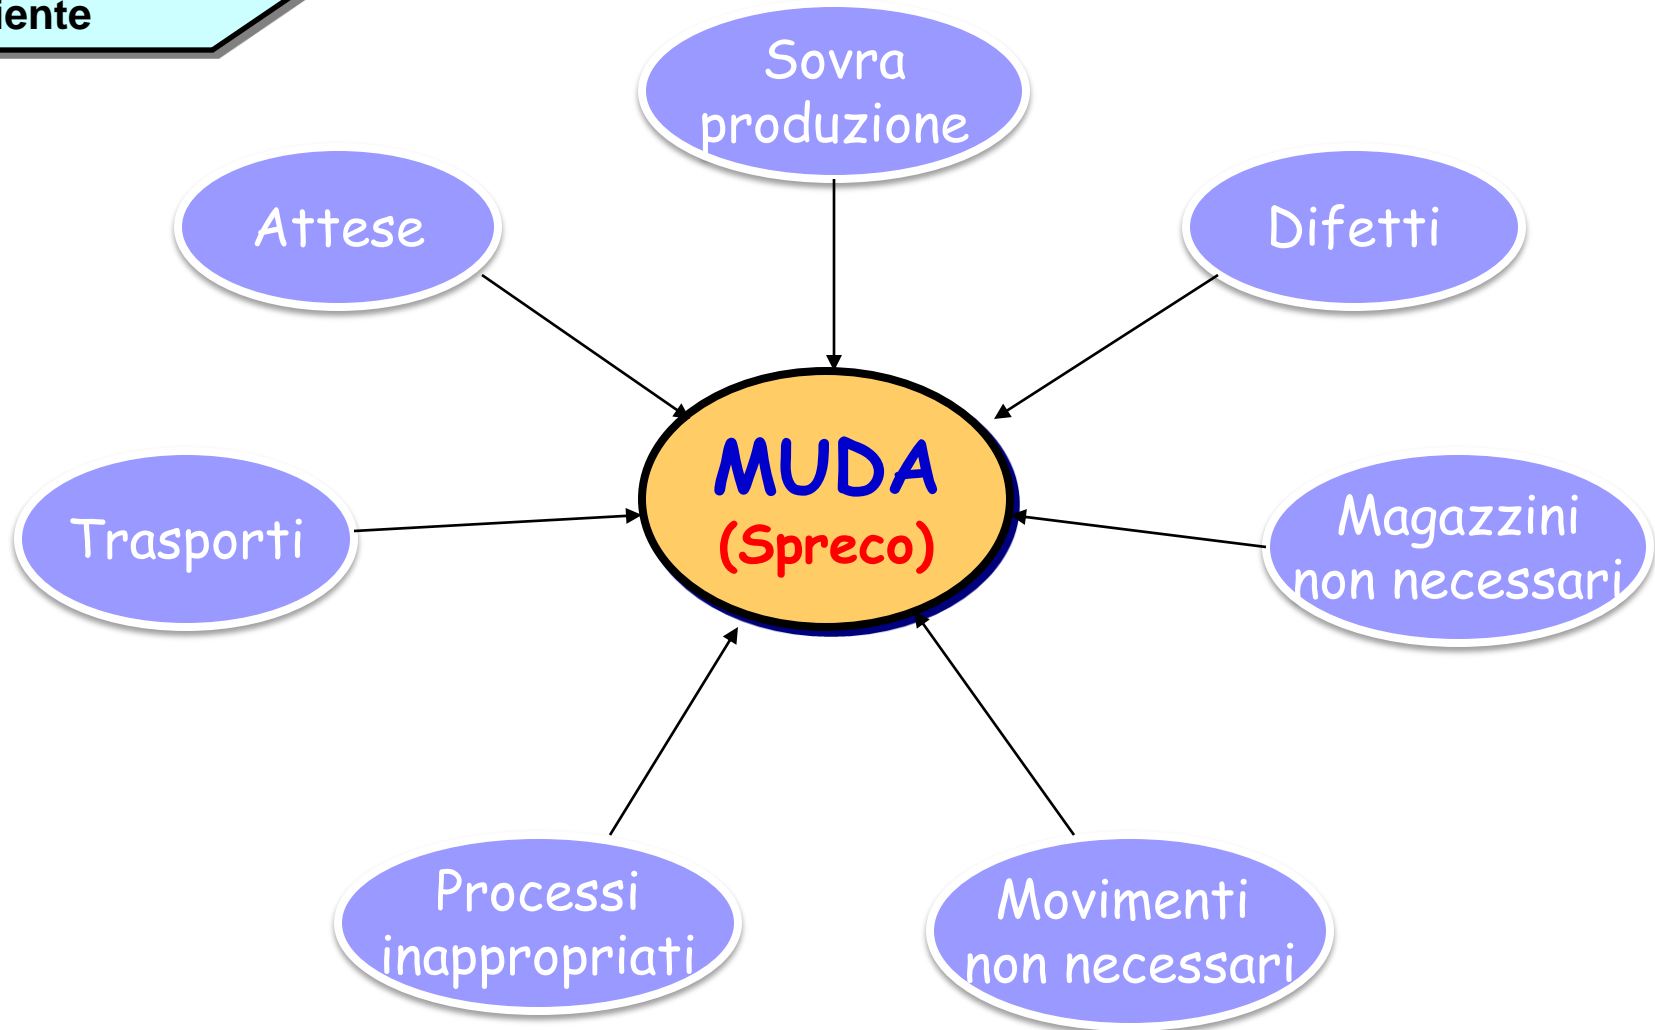 iente
Sovra
produzione
Attese
Difetti
MUDA
(Spreco)
Trasporti
Magazzini
non necessari
Processi
inappropriati
Movimenti
non necessari